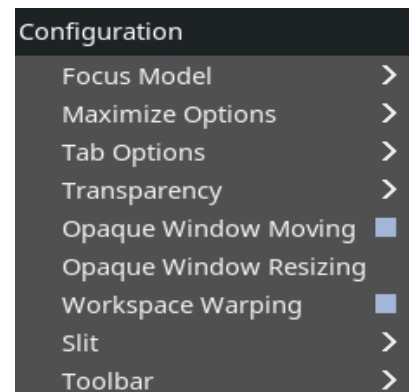 Configuration
Focus Model
Maximize Options
Tab Options
Transparency
Opaque Window Moving
Opaque Window Resizing
Workspace Warping
Slit
Toolbar